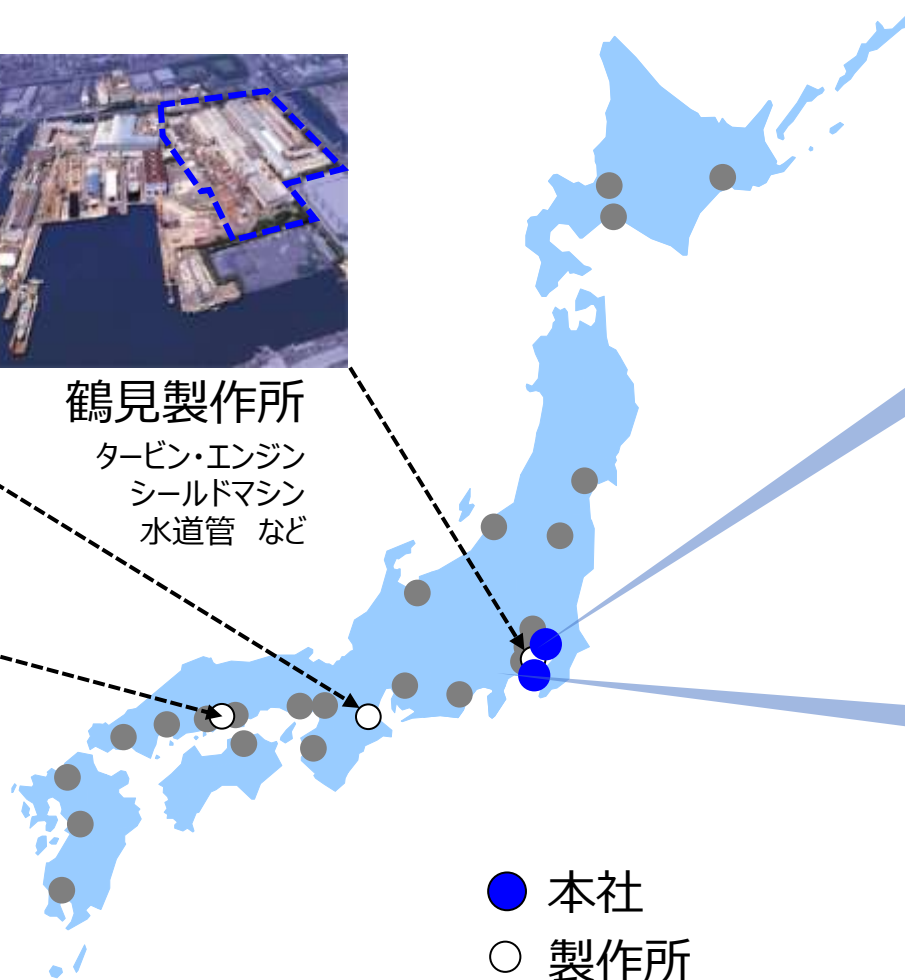 鶴見製作所
タービン・エンジン
シールドマシン
水道管　など
本社
製作所